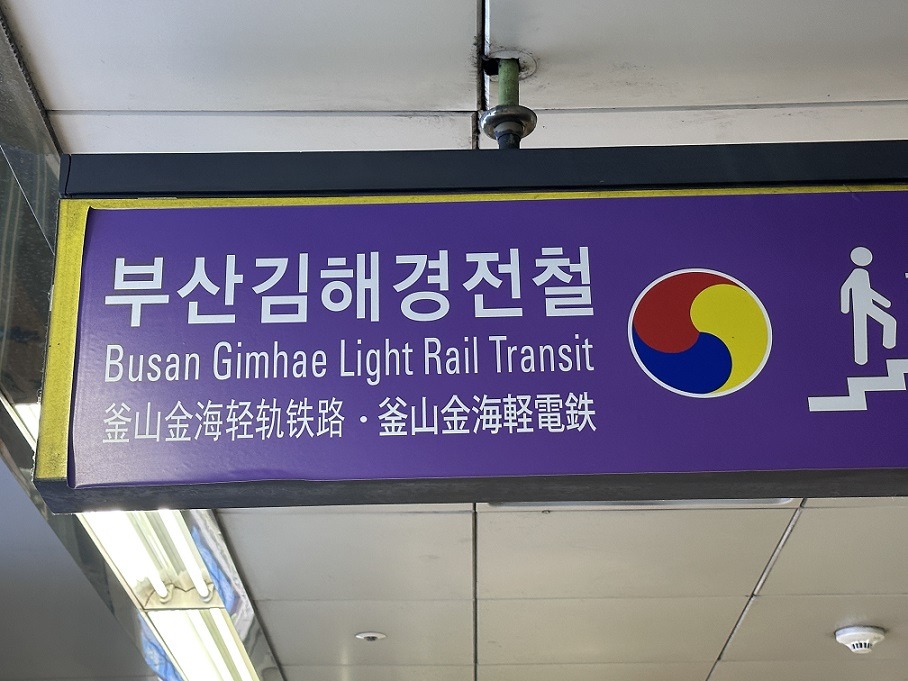 부산김해경전철
Busan Gimhae Light Rail Transit
釜山金海轻轨铁路・釜山金海軽電鉄